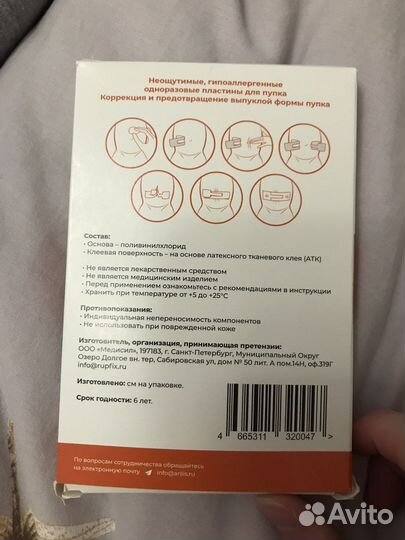 Неощутимые, гипоаллергенные
одноразовые пластины для пупка
Коррекция и предотвращение выпуклой формы пупка
Состав:
• Основа – поливинилхлорид
• Клеевая поверхность – на основе латексного тканевого клея (АТК)
• Не является лекарственным средством
• Не является медицинским изделием
• Перед применением ознакомьтесь с рекомендациями в инструкции
• Хранить при температуре от +5 до +25°С
Противопоказания:
• Индивидуальная непереносимость компонентов
• Не использовать при поврежденной коже
Изготовитель, организация, принимающая претензии:
ООО «Медисил», 197183, г. Санкт-Петербург, Муниципальный Округ
Озеро Долгое вн. тер, Сабировская ул, дом № 50 лит. А пом.14Н, оф.319Г
info@rupfix.ru
Изготовлено: см на упаковке.
Срок годности: 6 лет.
4 665311 320047 >
По вопросам сотрудничества обращайтесь
на электронную почту info@arilis.ru
Avito